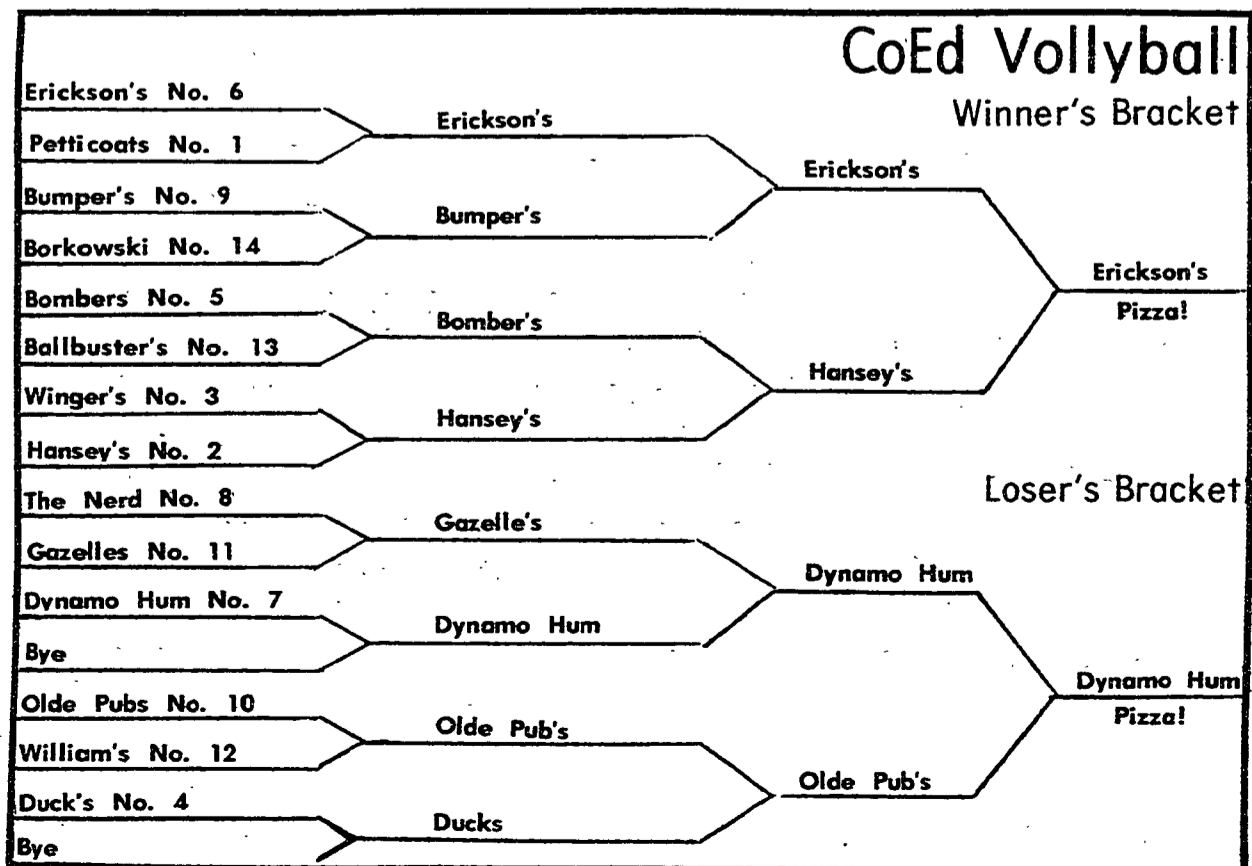 CoEd Vollyball
Winner's Bracket
Erickson's No. 6
Petticoats No. 1
Bumper's No. 9
Borkowski No. 14
Bombers No. 5
Ballbuster's No. 13
Winger's No. 3
Hansey's No. 2
Erickson's
Bumper's
Bomber's
Hansey's
Erickson's
Hansey's
Erickson's
Pizza!
Loser's Bracket
The Nerd No. 8
Gazelles No. 11
Dynamo Hum No. 7
Bye
Olde Pubs No. 10
William's No. 12
Duck's No. 4
Bye
Gazelle's
Dynamo Hum
Olde Pub's
Ducks
Dynamo Hum
Olde Pub's
Dynamo Hum
Pizza!